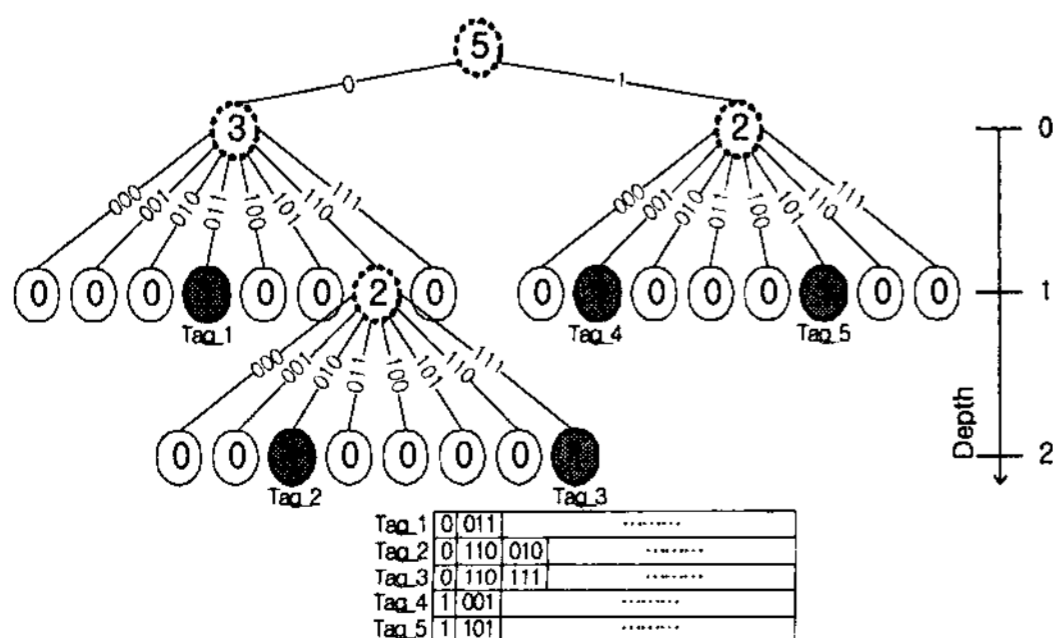 5
0 1
3 2 0
000 001 010 011 100 101 110 111 000 001 010 011 100 101 110 111
0 0 0 0 0 2 0 0 0 0 0 0 0 1
Tag_1 Tag_4 Tag_5
000 001 010 011 100 101 110 111
Depth
0 0 0 0 0 0 2
Tag_2 Tag_3
Tag_1 0 011 ........
Tag_2 0 110 010 ........
Tag_3 0 110 111 ........
Tag_4 1 001 ........
Tag_5 1 101 ........